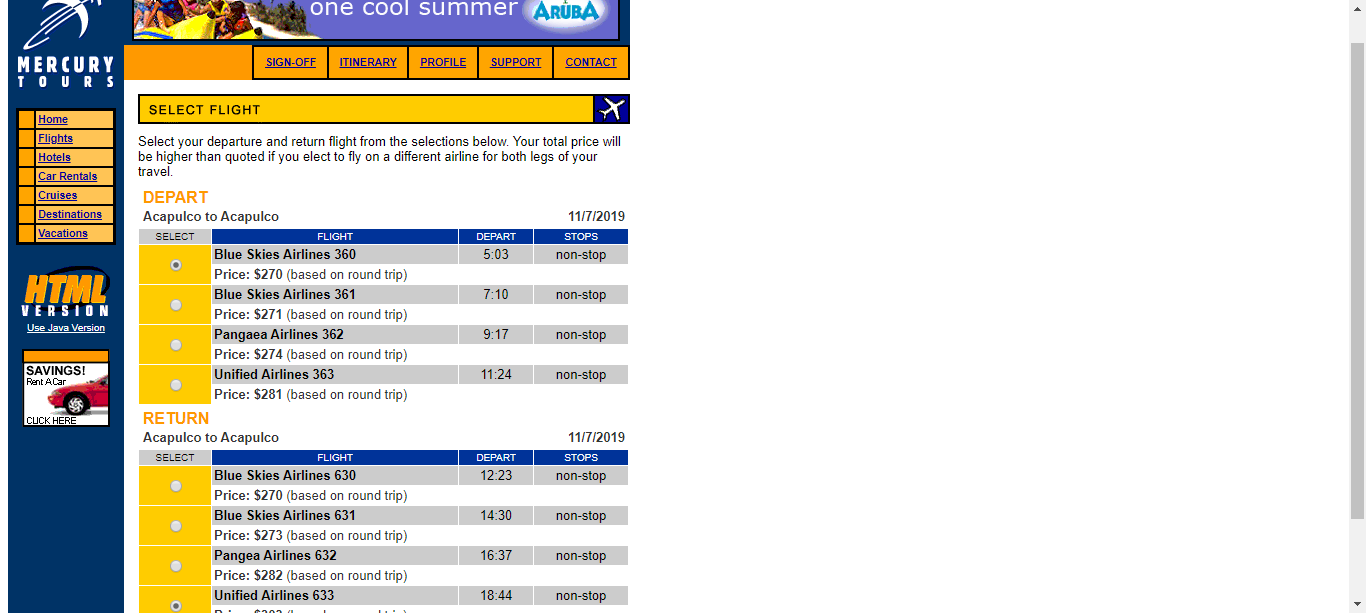 one cool summer
ARUBA
MERCURY
TOURS
SIGN-OFF ITINERARY PROFILE SUPPORT CONTACT
Home
Flights
Hotels
Car Rentals
Cruises
Destinations
Vacations
HTML
VERSION
Use Java Version
SAVINGS!
Rent A Car
CLICK HERE
SELECT FLIGHT
Select your departure and return flight from the selections below. Your total price will
be higher than quoted if you elect to fly on a different airline for both legs of your
travel.
DEPART
Acapulco to Acapulco 11/7/2019
SELECT FLIGHT DEPART STOPS
Blue Skies Airlines 360 5:03 non-stop
Price: $270 (based on round trip)
Blue Skies Airlines 361 7:10 non-stop
Price: $271 (based on round trip)
Pangaea Airlines 362 9:17 non-stop
Price: $274 (based on round trip)
Unified Airlines 363 11:24 non-stop
Price: $281 (based on round trip)
RETURN
Acapulco to Acapulco 11/7/2019
SELECT FLIGHT DEPART STOPS
Blue Skies Airlines 630 12:23 non-stop
Price: $270 (based on round trip)
Blue Skies Airlines 631 14:30 non-stop
Price: $273 (based on round trip)
Pangea Airlines 632 16:37 non-stop
Price: $282 (based on round trip)
Unified Airlines 633 18:44 non-stop